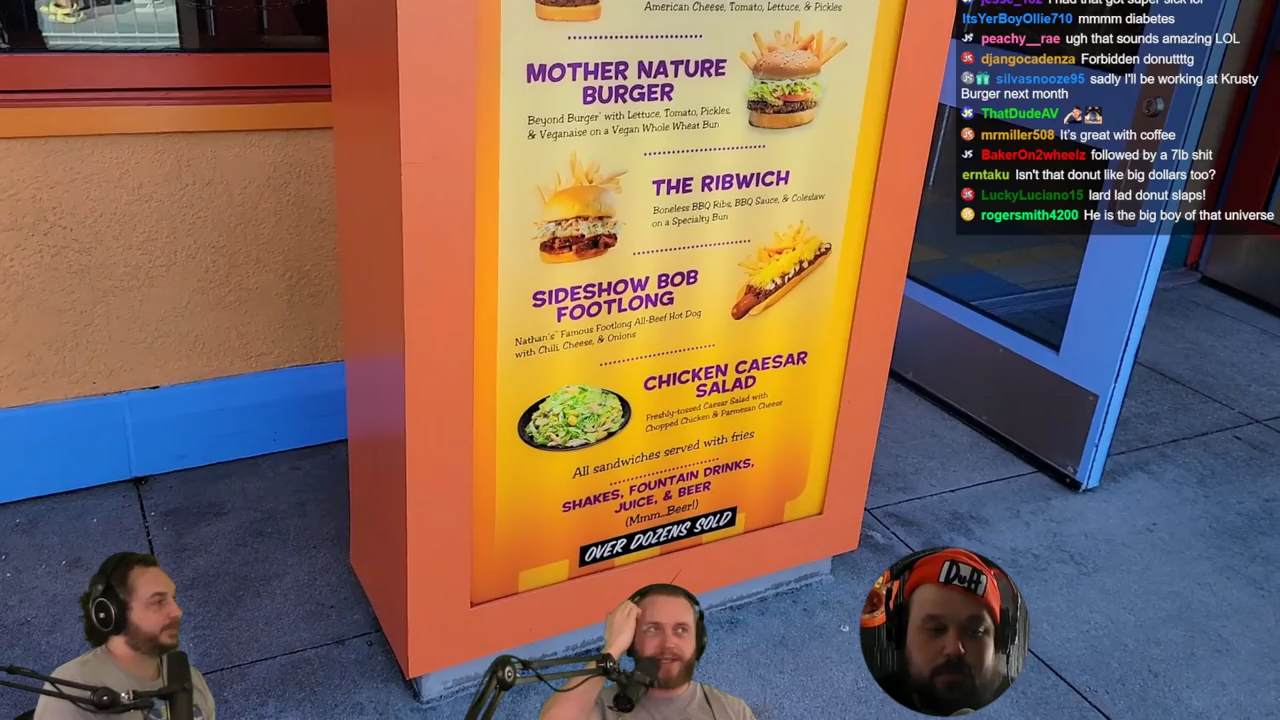 American Cheese, Tomato, Lettuce, & Pickles
MOTHER NATURE
BURGER
Beyond Burger™ with Lettuce, Tomato, Pickles,
& Veganaise on a Vegan Whole Wheat Bun
THE RIBWICH
Boneless BBQ Ribs, BBQ Sauce, & Coleslaw
on a Specialty Bun
SIDESHOW BOB
FOOTLONG
Nathan's™ Famous Footlong All-Beef Hot Dog
with Chili, Cheese, & Onions
CHICKEN CAESAR
SALAD
Freshly-tossed Caesar Salad with
Chopped Chicken & Parmesan Cheese
All sandwiches served with fries
SHAKES, FOUNTAIN DRINKS,
JUICE, & BEER
(Mmm...Beer!)
OVER DOZENS SOLD
ItsYerBoyOllie710 mmmm diabetes
peachy__rae ugh that sounds amazing LOL
djangocadenza Forbidden donuttttg
silvasnooze95 sadly I'll be working at Krusty
Burger next month
ThatDudeAV
mrmiller508 It's great with coffee
BakerOn2wheelz followed by a 7lb shit
erntaku Isn't that donut like big dollars too?
LuckyLuciano15 lard lad donut slaps!
rogersmith4200 He is the big boy of that universe
Duff